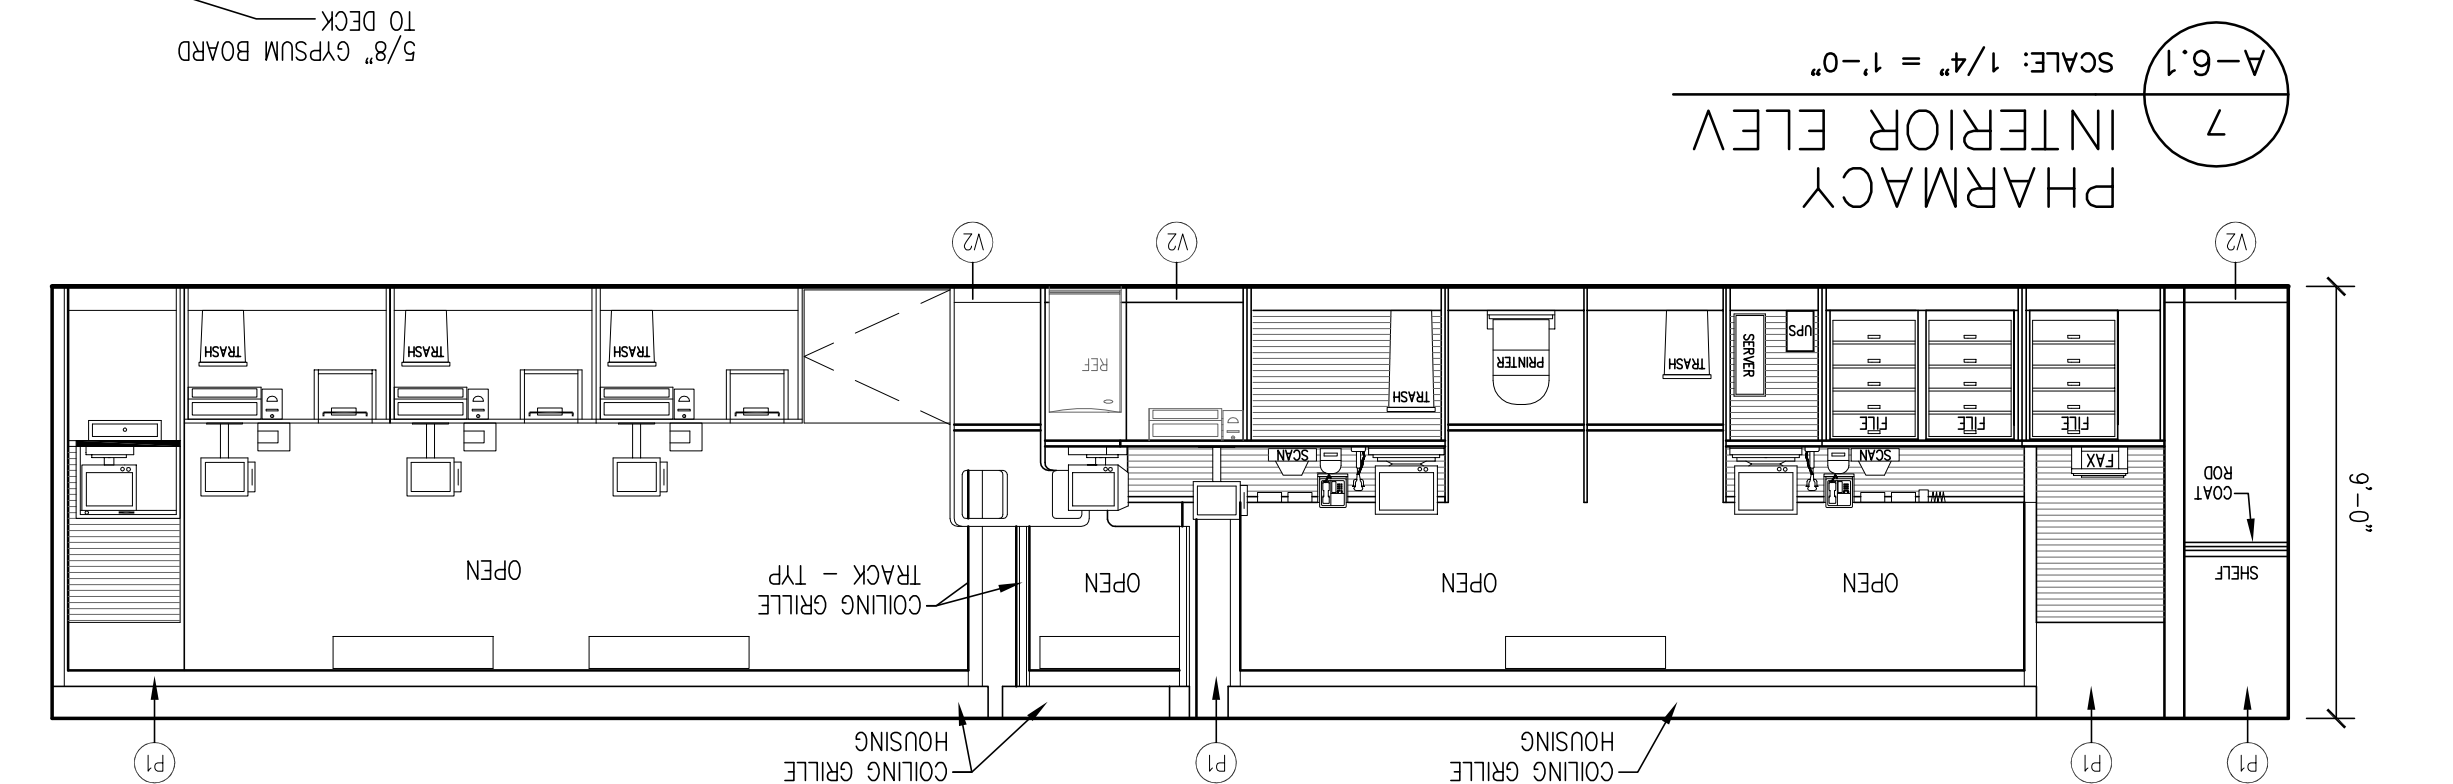 P1
P1
COILING GRILLE
HOUSING
P1
COILING GRILLE
HOUSING
P1
SHELF
OPEN
OPEN
OPEN
COILING GRILLE
TRACK - TYP
OPEN
9'-0"
COAT
ROD
FAX
SCAN
SCAN
FILE
FILE
FILE
TRASH
SERVER
UPS
TRASH
PRINTER
REF
TRASH
TRASH
TRASH
V2
V2
V2
PHARMACY
INTERIOR ELEV
7
A-6.1
SCALE: 1/4" = 1'-0"
5/8" GYPSUM BOARD
TO DECK